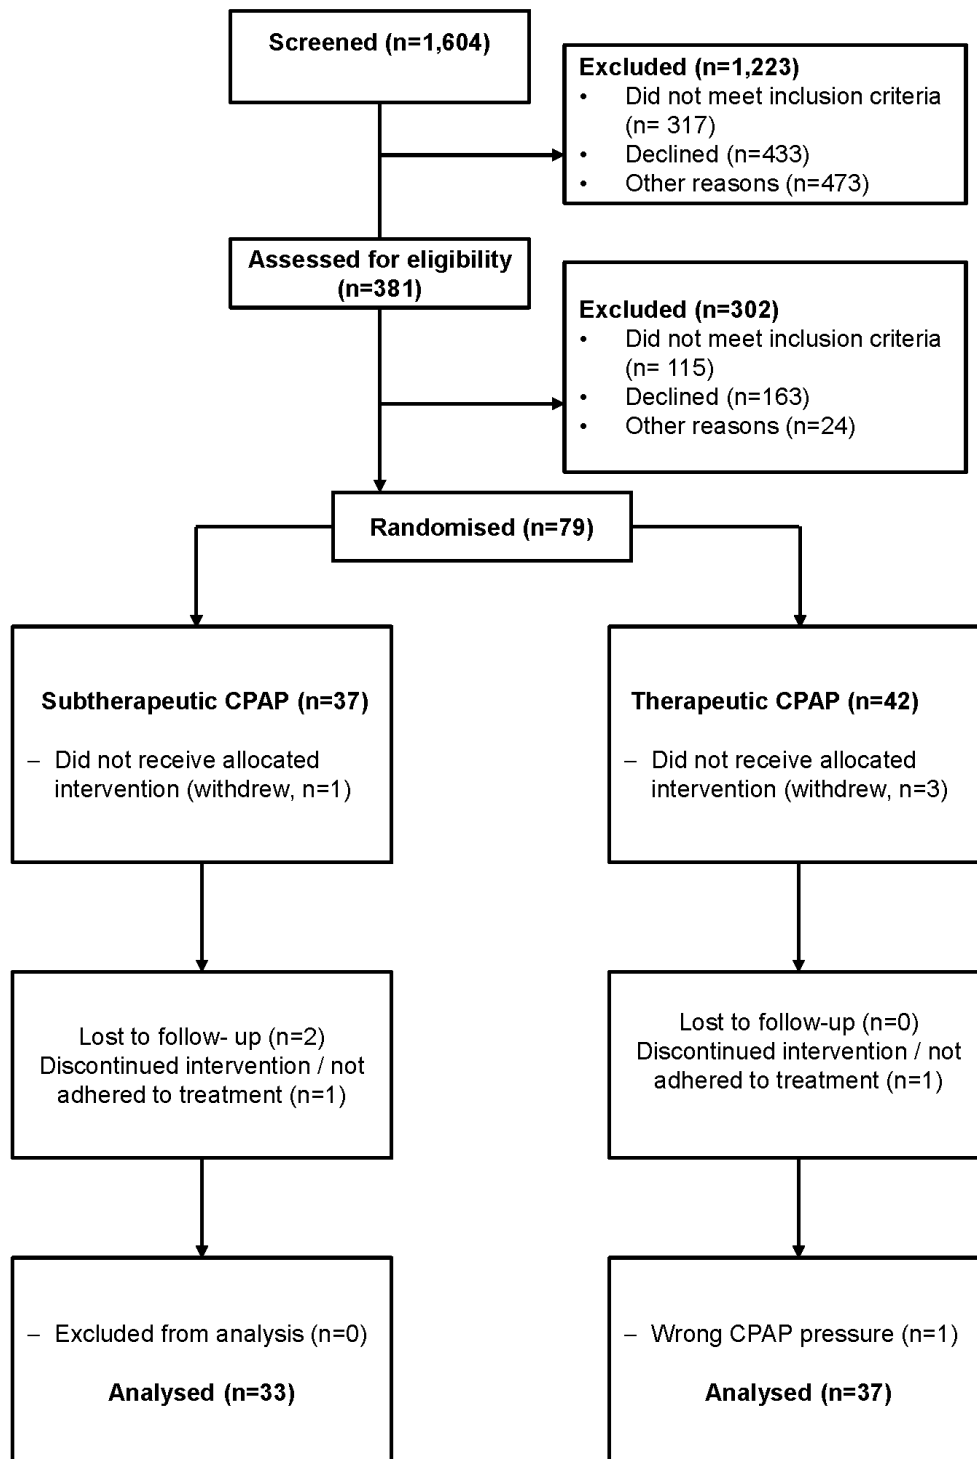 Screened (n=1,604)
Excluded (n=1,223)
• Did not meet inclusion criteria
(n= 317)
• Declined (n=433)
• Other reasons (n=473)
Assessed for eligibility
(n=381)
Excluded (n=302)
• Did not meet inclusion criteria
(n= 115)
• Declined (n=163)
• Other reasons (n=24)
Randomised (n=79)
Subtherapeutic CPAP (n=37)
– Did not receive allocated
intervention (withdrew, n=1)
Therapeutic CPAP (n=42)
– Did not receive allocated
intervention (withdrew, n=3)
Lost to follow- up (n=2)
Discontinued intervention / not
adhered to treatment (n=1)
Lost to follow-up (n=0)
Discontinued intervention / not
adhered to treatment (n=1)
– Excluded from analysis (n=0)
Analysed (n=33)
– Wrong CPAP pressure (n=1)
Analysed (n=37)